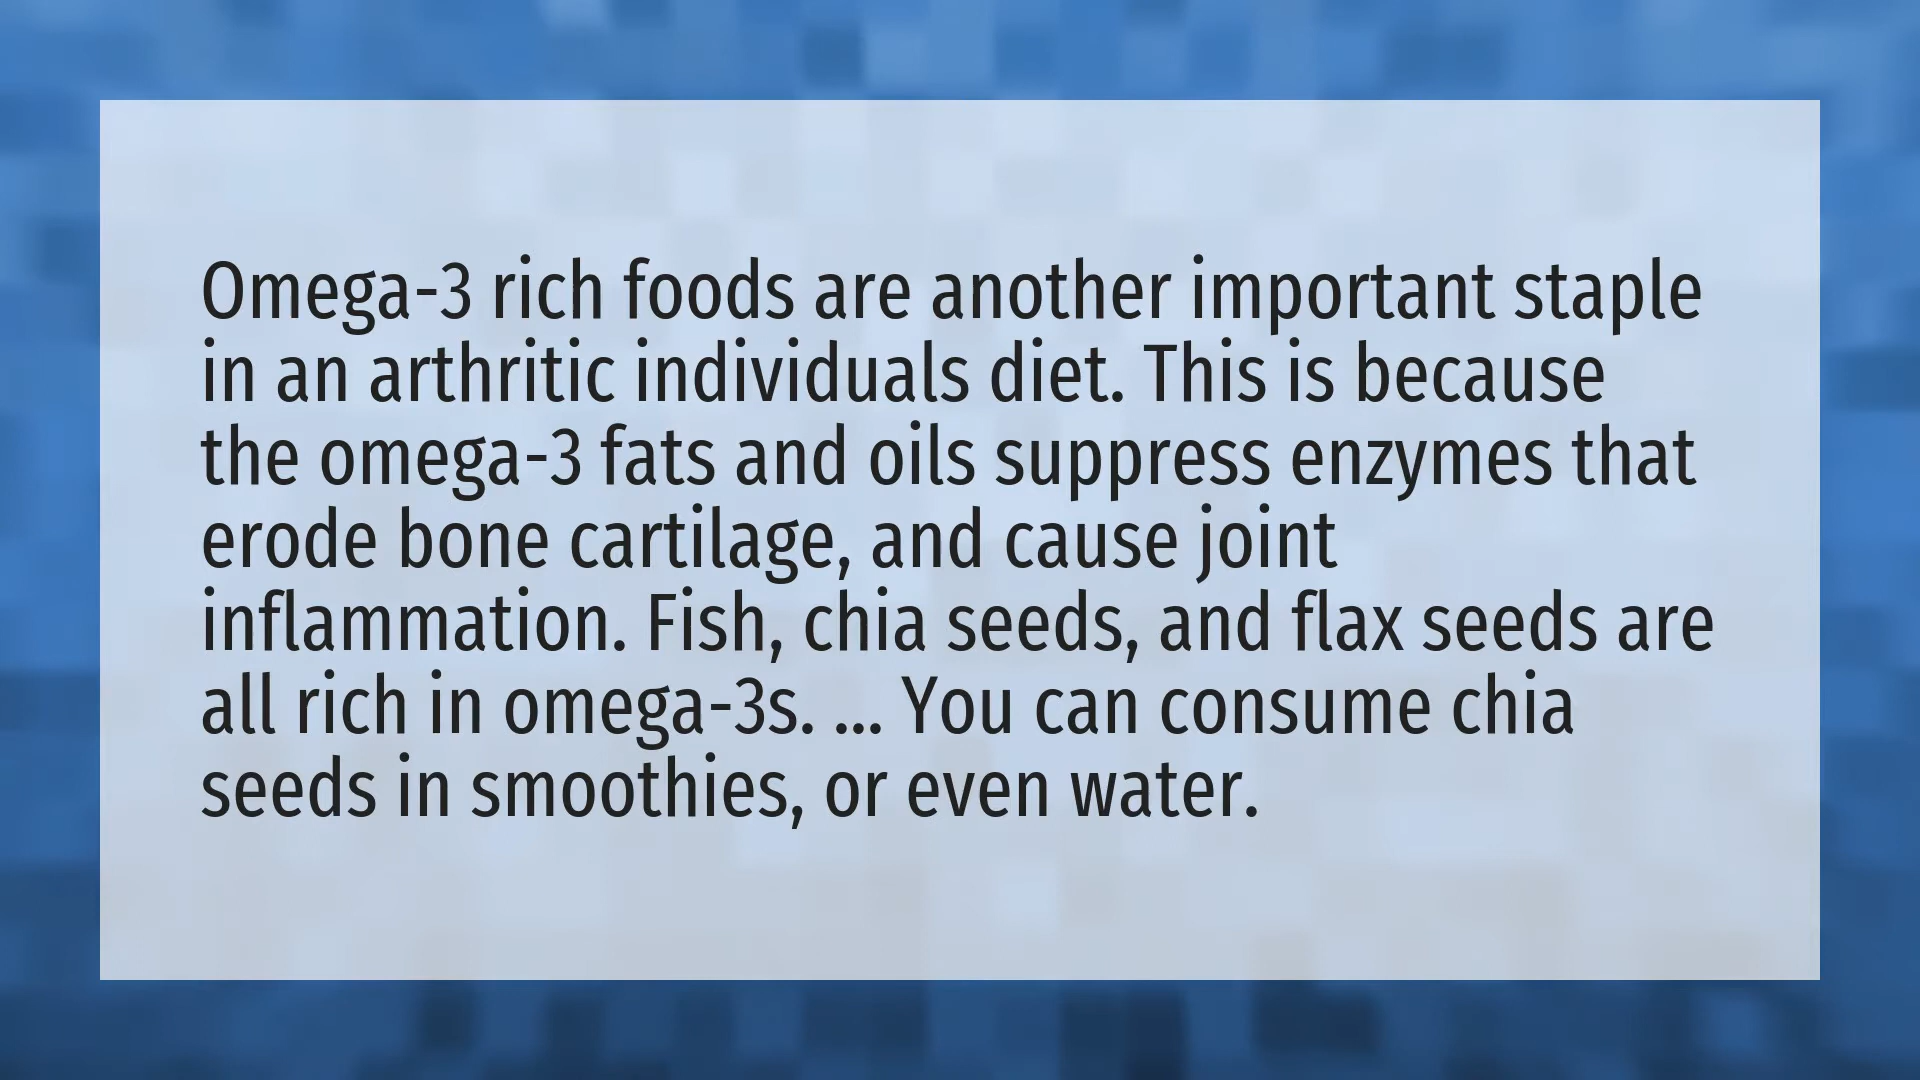 Omega-3 rich foods are another important staple
in an arthritic individuals diet. This is because
the omega-3 fats and oils suppress enzymes that
erode bone cartilage, and cause joint
inflammation. Fish, chia seeds, and flax seeds are
all rich in omega-3s. ... You can consume chia
seeds in smoothies, or even water.